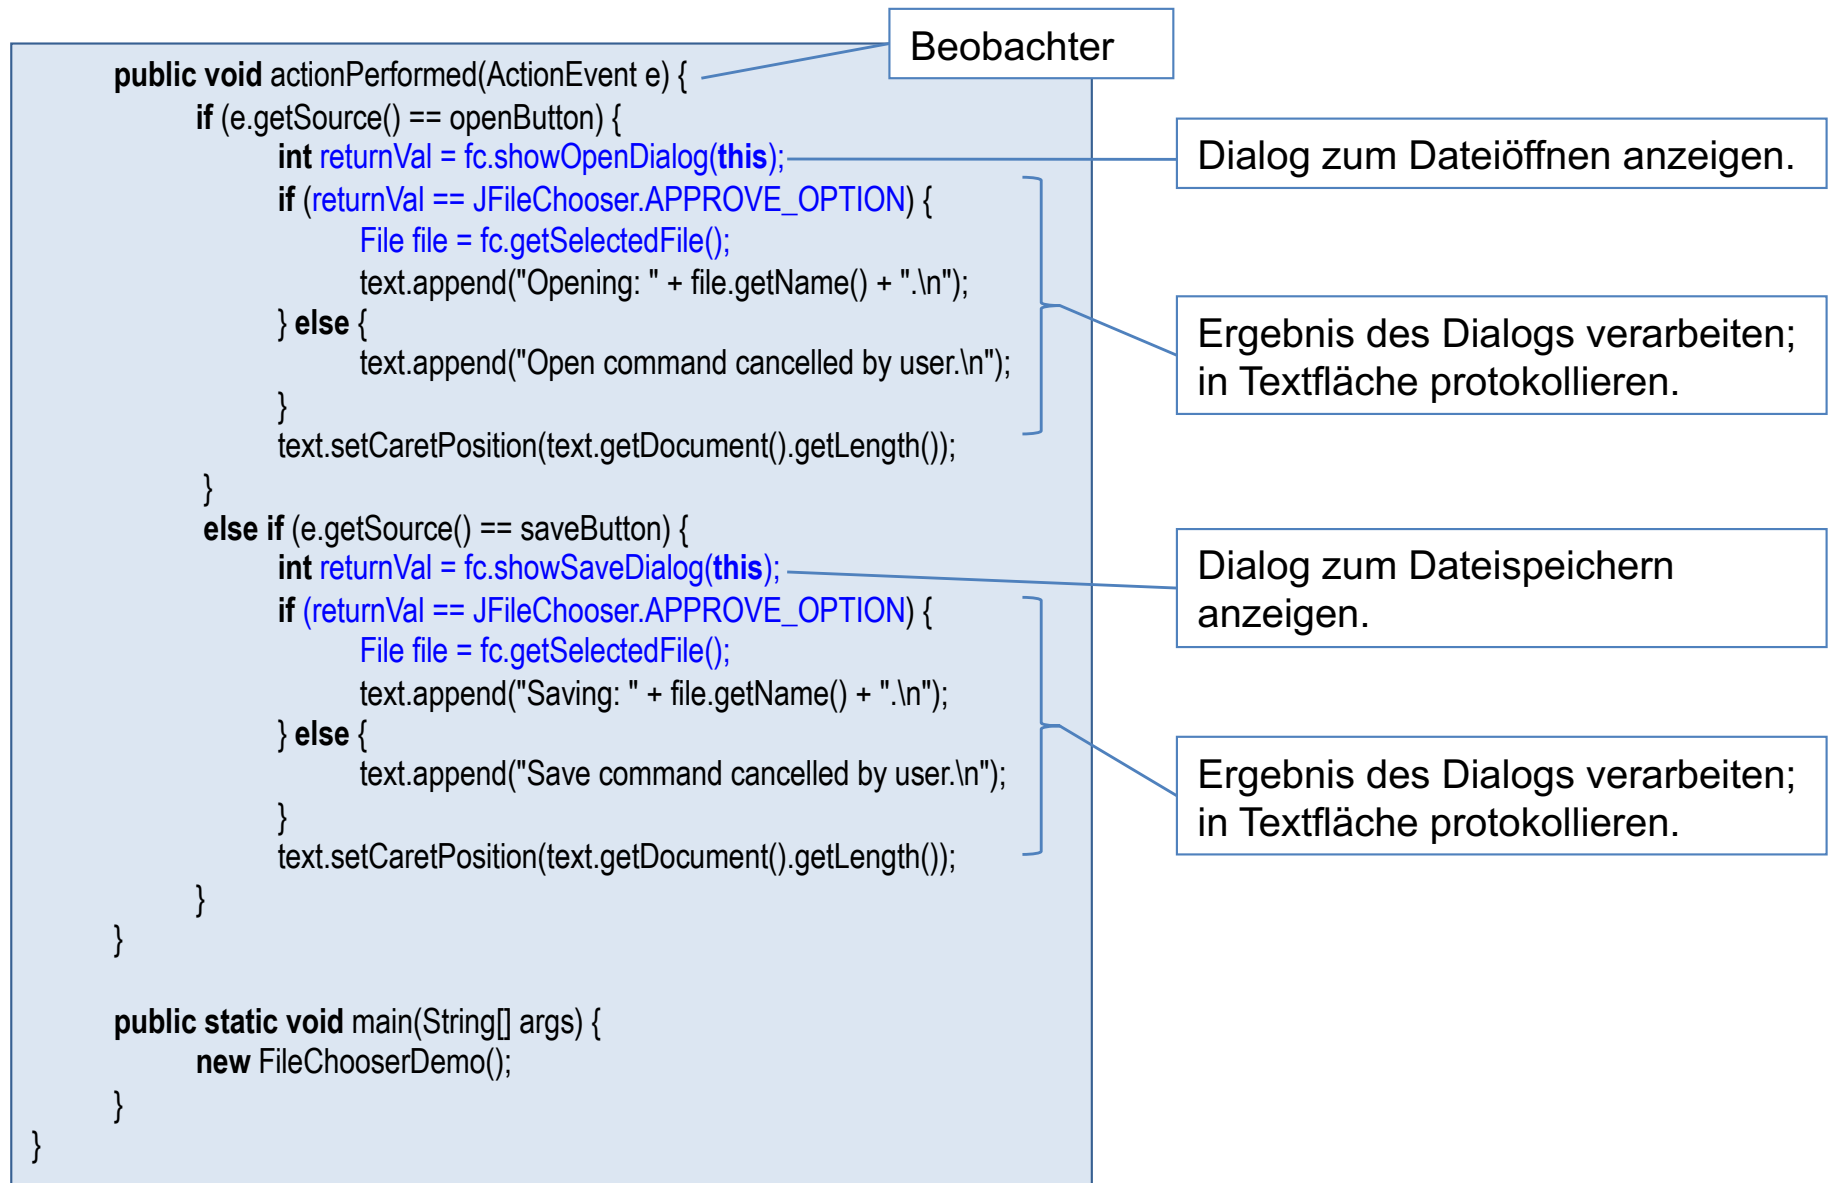 Beobachter
public void actionPerformed(ActionEvent e) {
if (e.getSource() == openButton) {
int returnVal = fc.showOpenDialog(this);
Dialog zum Dateiöffnen anzeigen.
if (returnVal == JFileChooser.APPROVE_OPTION) {
File file = fc.getSelectedFile();
text.append("Opening: " + file.getName() + ".\n");
} else {
text.append("Open command cancelled by user.\n");
}
text.setCaretPosition(text.getDocument().getLength());
Ergebnis des Dialogs verarbeiten;
in Textfläche protokollieren.
}
else if (e.getSource() == saveButton) {
int returnVal = fc.showSaveDialog(this);
Dialog zum Dateispeichern
anzeigen.
if (returnVal == JFileChooser.APPROVE_OPTION) {
File file = fc.getSelectedFile();
text.append("Saving: " + file.getName() + ".\n");
} else {
text.append("Save command cancelled by user.\n");
}
text.setCaretPosition(text.getDocument().getLength());
Ergebnis des Dialogs verarbeiten;
in Textfläche protokollieren.
}
}
public static void main(String[] args) {
new FileChooserDemo();
}
}